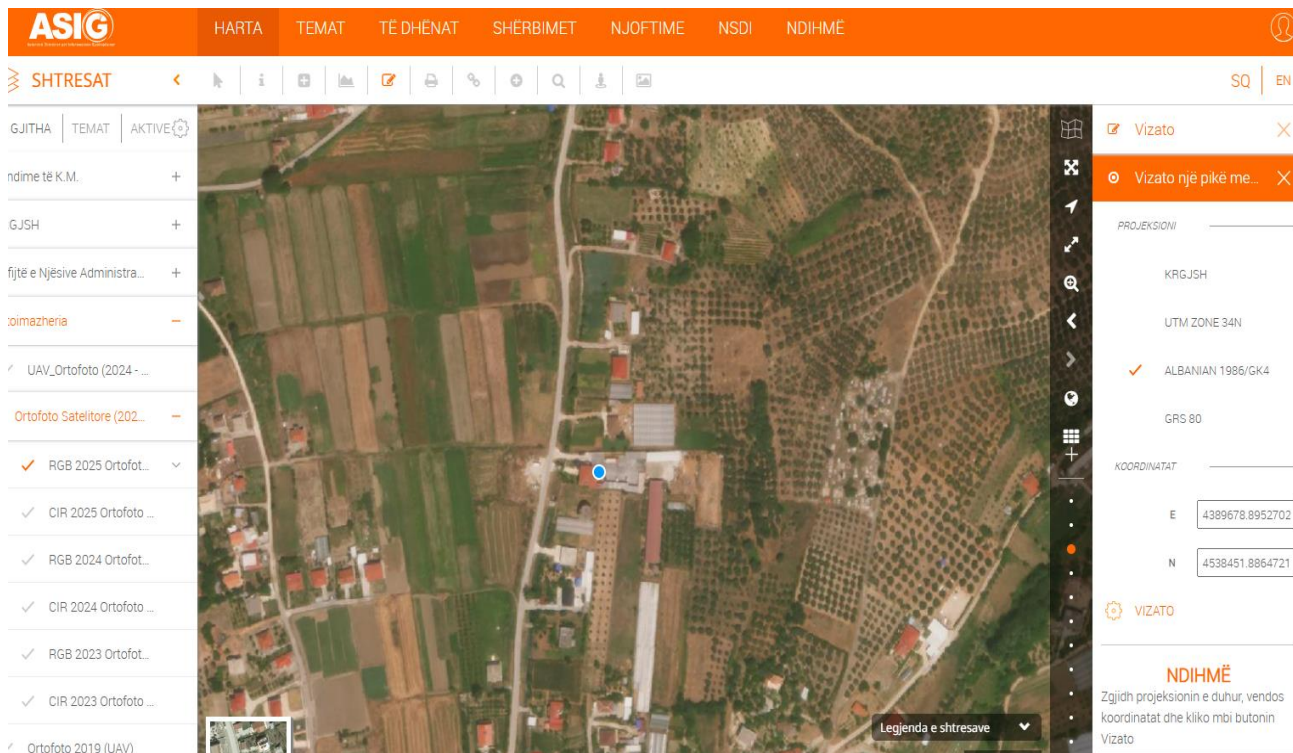 ASIG
HARTA TEMAT TË DHËNAT SHËRBIMET NJOFTIME NSDI NDIHMË
SHTRESAT
SQ EN
GJITHA TEMAT AKTIVE
ndime të K.M.
GJSH
fijtë e Njësive Administra...
toimazheria
UAV_Ortofoto (2024 - ...
Ortofoto Satelitore (202...
RGB 2025 Ortofot...
CIR 2025 Ortofoto ...
RGB 2024 Ortofot...
CIR 2024 Ortofoto ...
RGB 2023 Ortofot...
CIR 2023 Ortofoto ...
Ortofoto 2019 (UAV)
Legjenda e shtresave
Vizato
Vizato një pikë me...
PROJEKSIONI
KRGJSH
UTM ZONE 34N
ALBANIAN 1986/GK4
GRS 80
KOORDINATAT
E 4389678.8952702
N 4538451.8864721
VIZATO
NDIHMË
Zgjidh projeksionin e duhur, vendos
koordinatat dhe kliko mbi butonin
Vizato